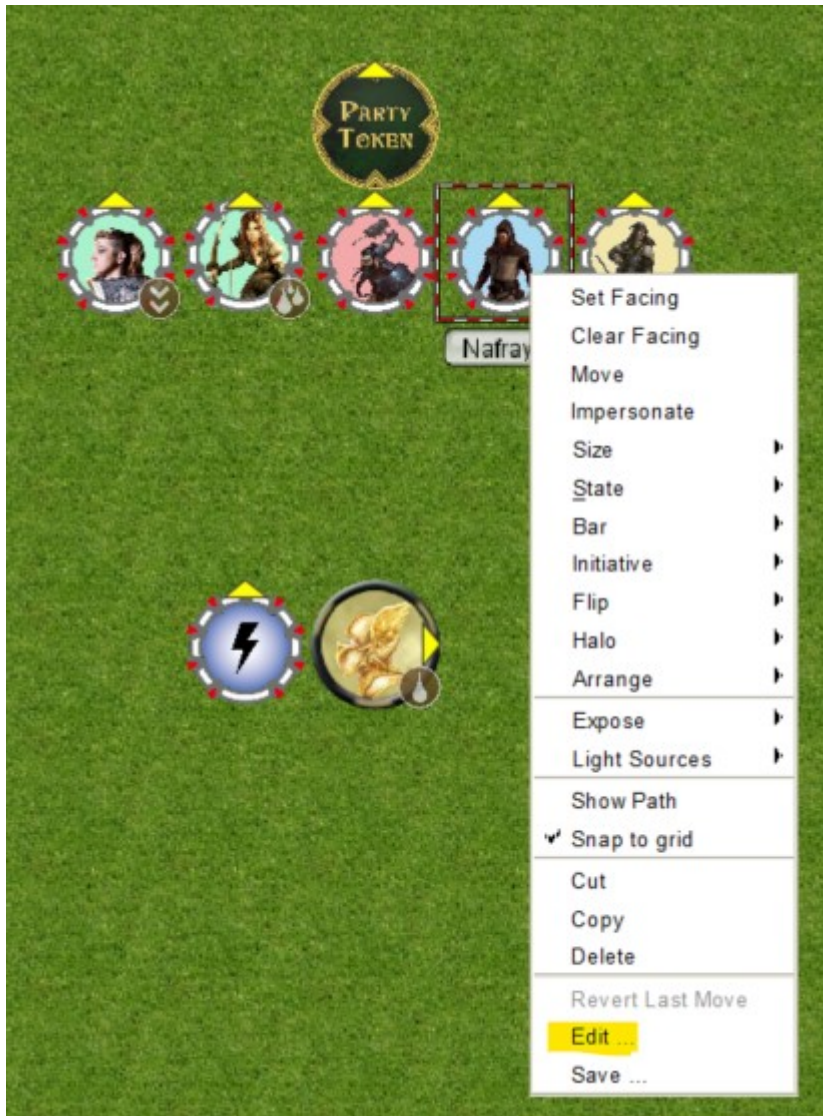 PARTY
TOKEN
Nafray
Set Facing
Clear Facing
Move
Impersonate
Size
State
Bar
Initiative
Flip
Halo
Arrange
Expose
Light Sources
Show Path
Snap to grid
Cut
Copy
Delete
Revert Last Move
Edit ...
Save ...